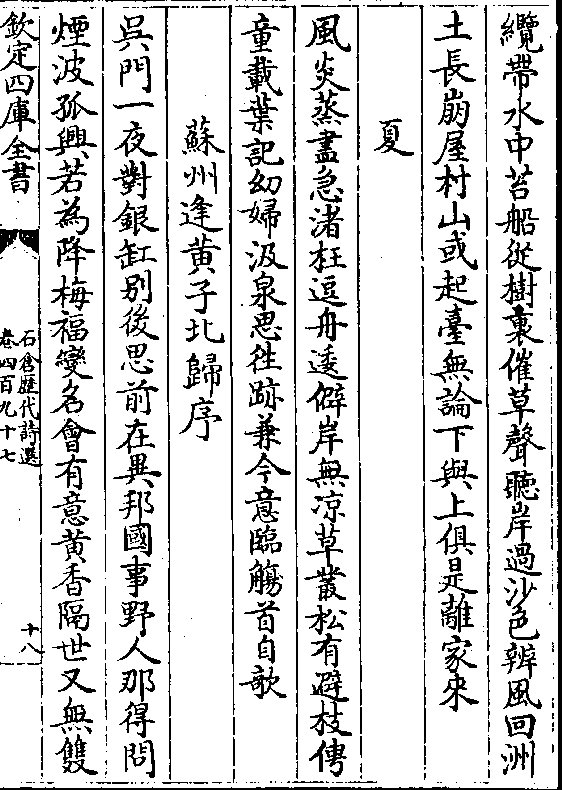 纜帶水中苔船從樹裏催草聲聽岸過沙色辨風回洲
土長崩屋村山或起臺無論下與上俱是離家來
夏
風炎蒸盡急渚枉逗舟逶僻岸無凉草叢松有避枝傳
童載葉記幼婦汲泉思徃跡兼今意臨觴首自歌
蘇州逢黄子北歸序
吳門一夜對銀缸别後思前在異邦國事野人那得問
煙波孤興若為降梅福變名會有意黄香隔世又無雙
欽定四庫全書
石倉歷代詩選
卷四百九十七
十八